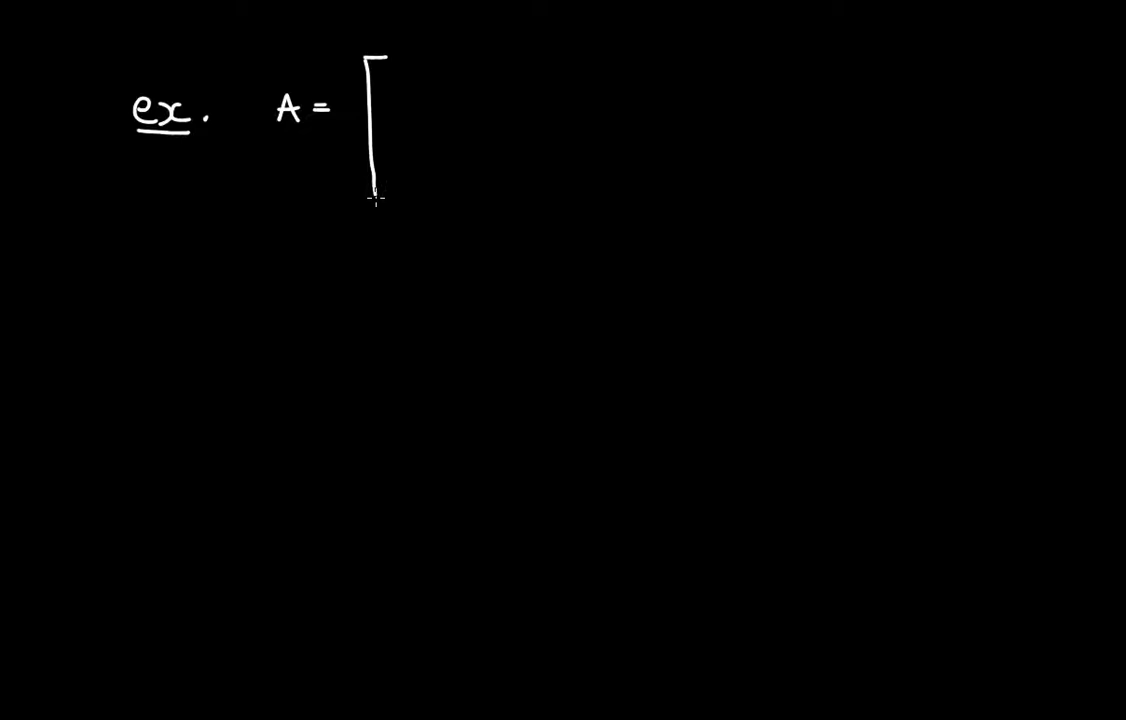 ex. A = [